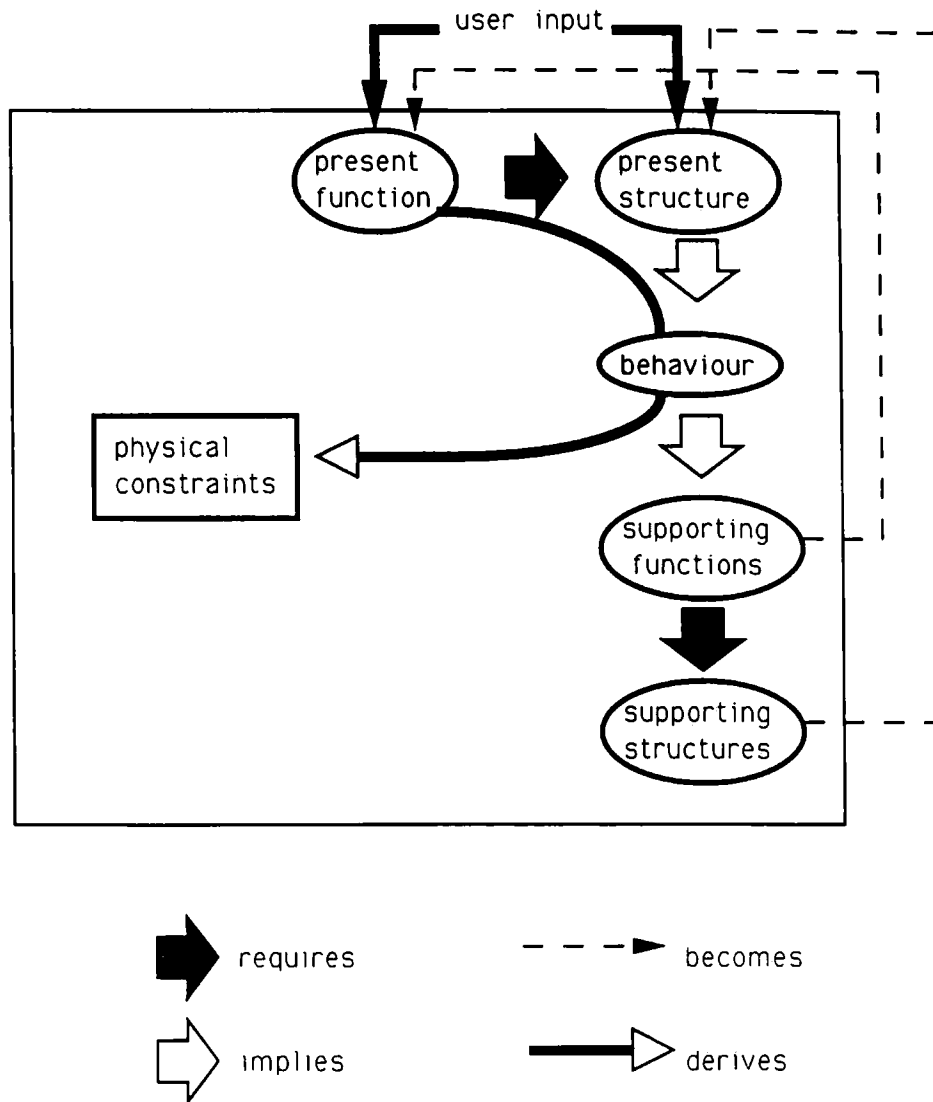 user input
present
function
present
structure
behaviour
physical
constraints
supporting
functions
supporting
structures
requires
becomes
implies
derives